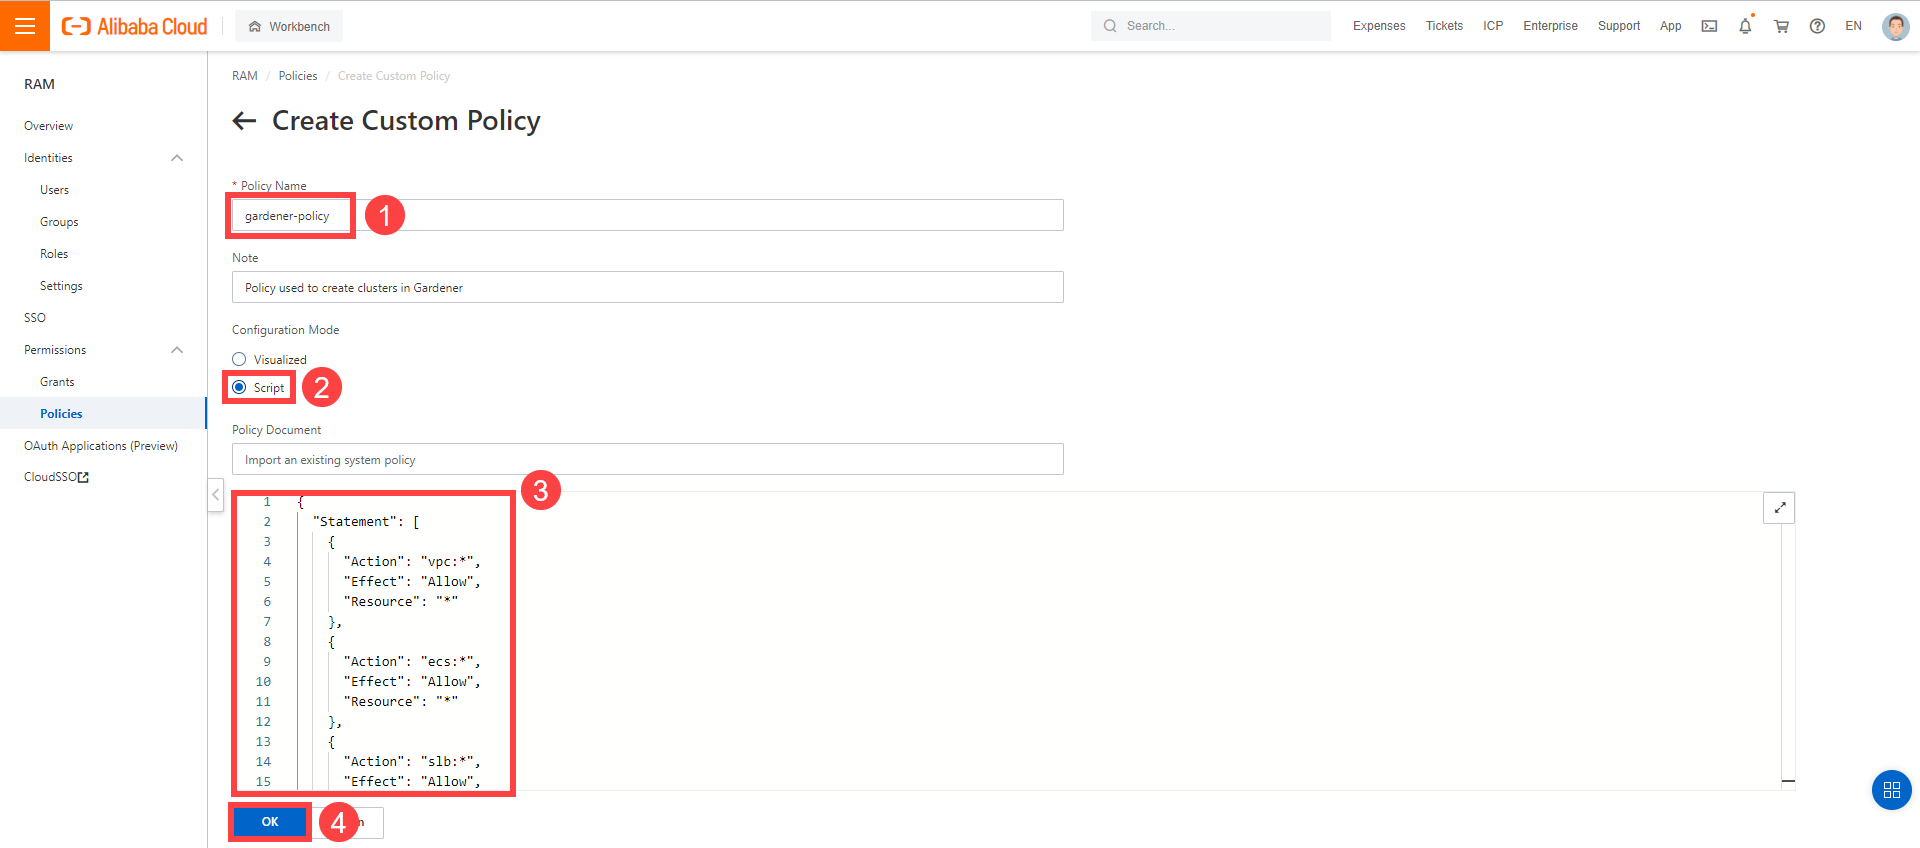 Alibaba Cloud
Workbench
Search...
Expenses
Tickets
ICP
Enterprise
Support
App
EN
RAM
Overview
Identities
Users
Groups
Roles
Settings
SSO
Permissions
Grants
Policies
OAuth Applications (Preview)
CloudSSO
RAM / Policies / Create Custom Policy
Create Custom Policy
* Policy Name
gardener-policy
1
Note
Policy used to create clusters in Gardener
Configuration Mode
Visualized
Script
2
Policy Document
Import an existing system policy
3
1 {
2 "Statement": [
3 {
4 "Action": "vpc:*",
5 "Effect": "Allow",
6 "Resource": "*"
7 },
8 {
9 "Action": "ecs:*",
10 "Effect": "Allow",
11 "Resource": "*"
12 },
13 {
14 "Action": "slb:*",
15 "Effect": "Allow",
OK
4